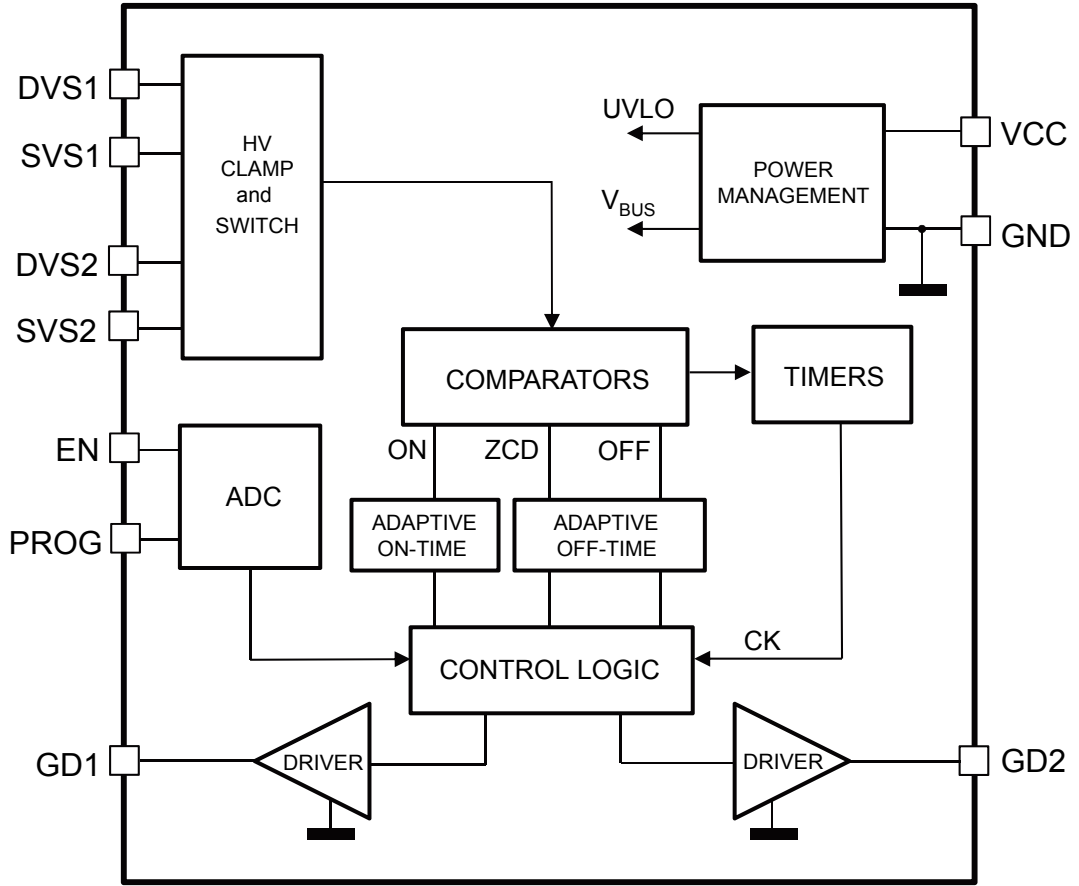 DVS1
SVS1
DVS2
SVS2
HV
CLAMP
and
SWITCH
UVLO
V_BUS
POWER
MANAGEMENT
VCC
GND
COMPARATORS
TIMERS
EN
PROG
ADC
ON
ZCD
OFF
ADAPTIVE
ON-TIME
ADAPTIVE
OFF-TIME
CONTROL LOGIC
CK
GD1
DRIVER
DRIVER
GD2